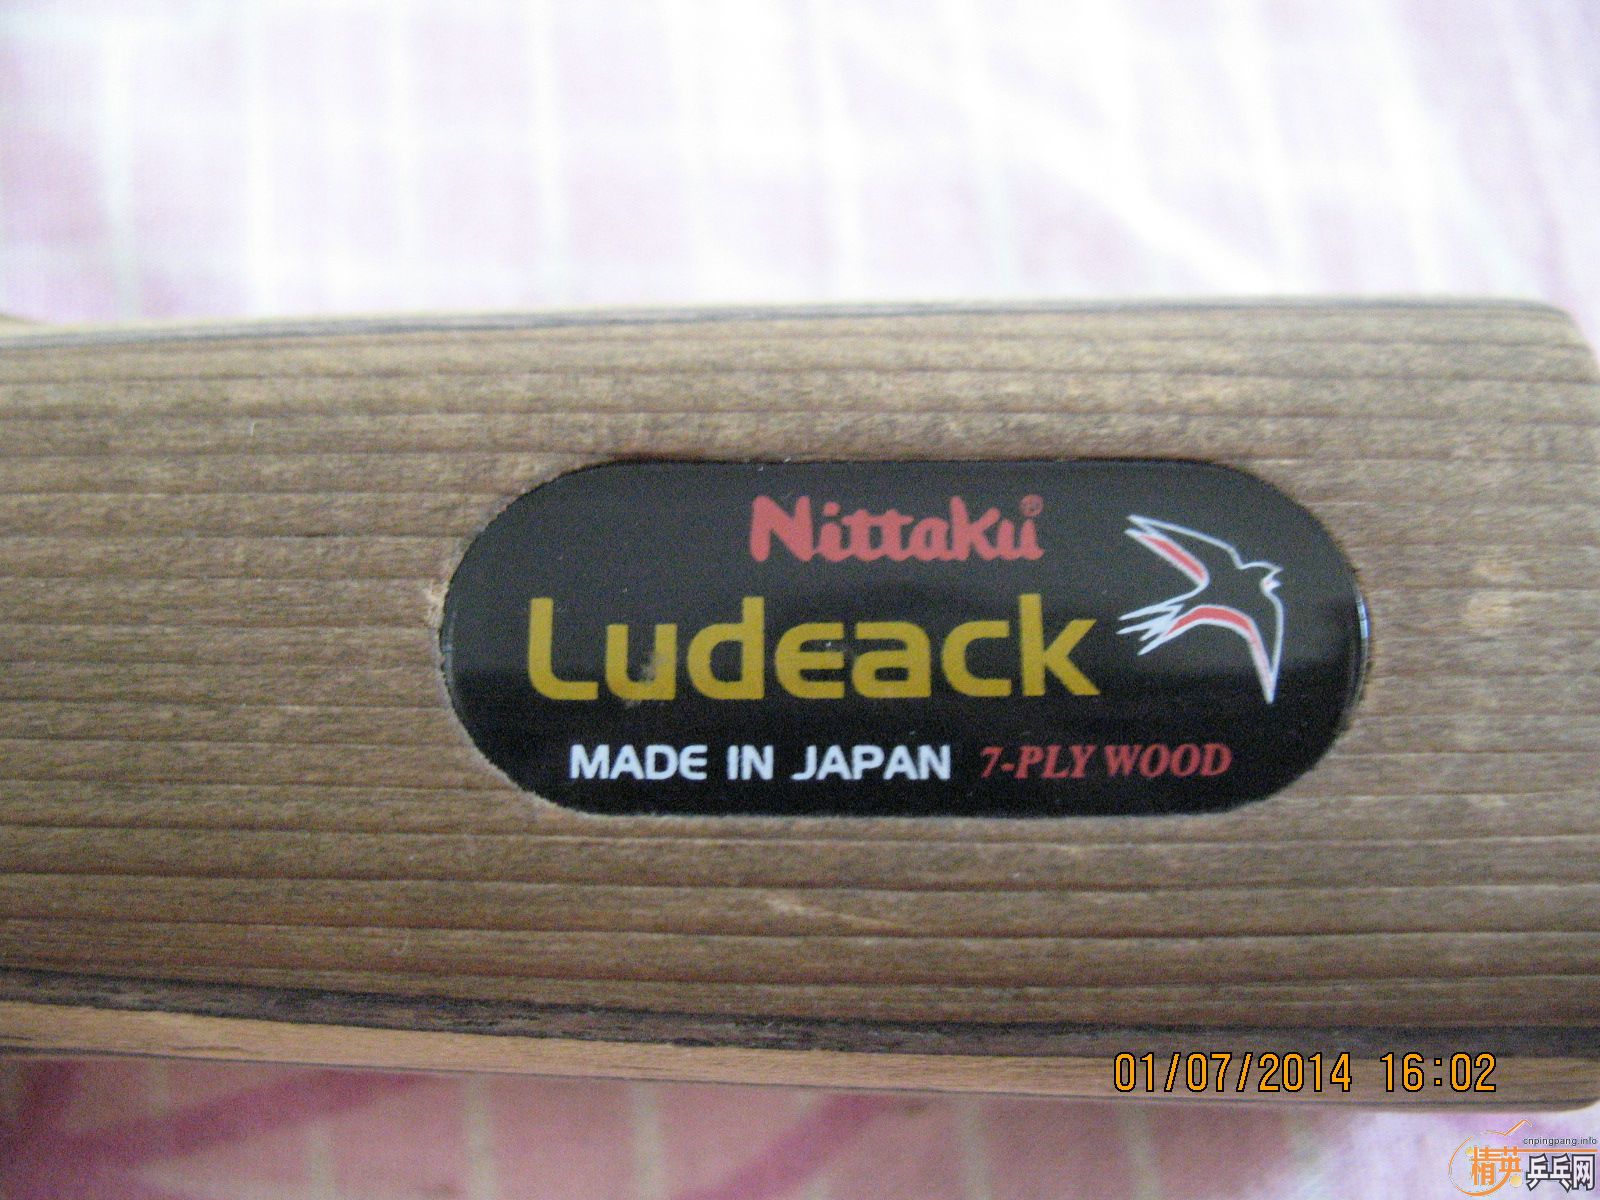 Nittaku®
Ludeack
MADE IN JAPAN 7-PLY WOOD
01/07/2014 16:02
cnpingpang.info
精英乒乓网